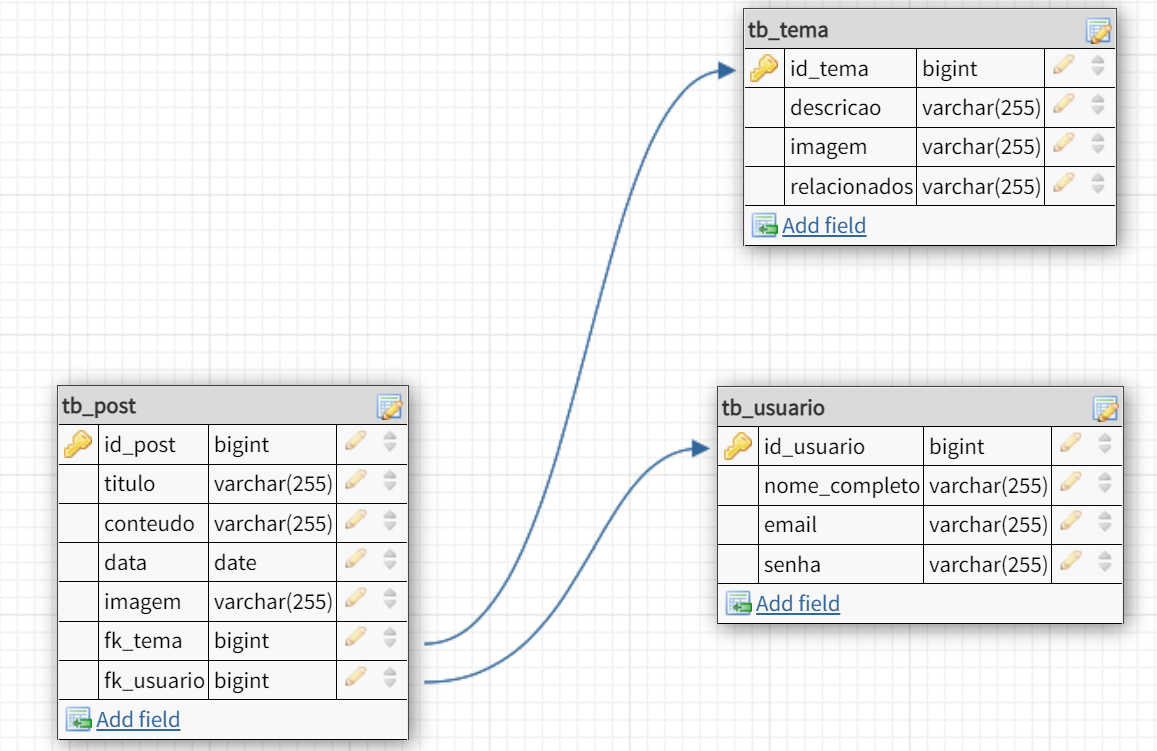 tb_tema
id_tema bigint
descricao varchar(255)
imagem varchar(255)
relacionados varchar(255)
Add field
tb_post
id_post bigint
titulo varchar(255)
conteudo varchar(255)
data date
imagem varchar(255)
fk_tema bigint
fk_usuario bigint
Add field
tb_usuario
id_usuario bigint
nome_completo varchar(255)
email varchar(255)
senha varchar(255)
Add field